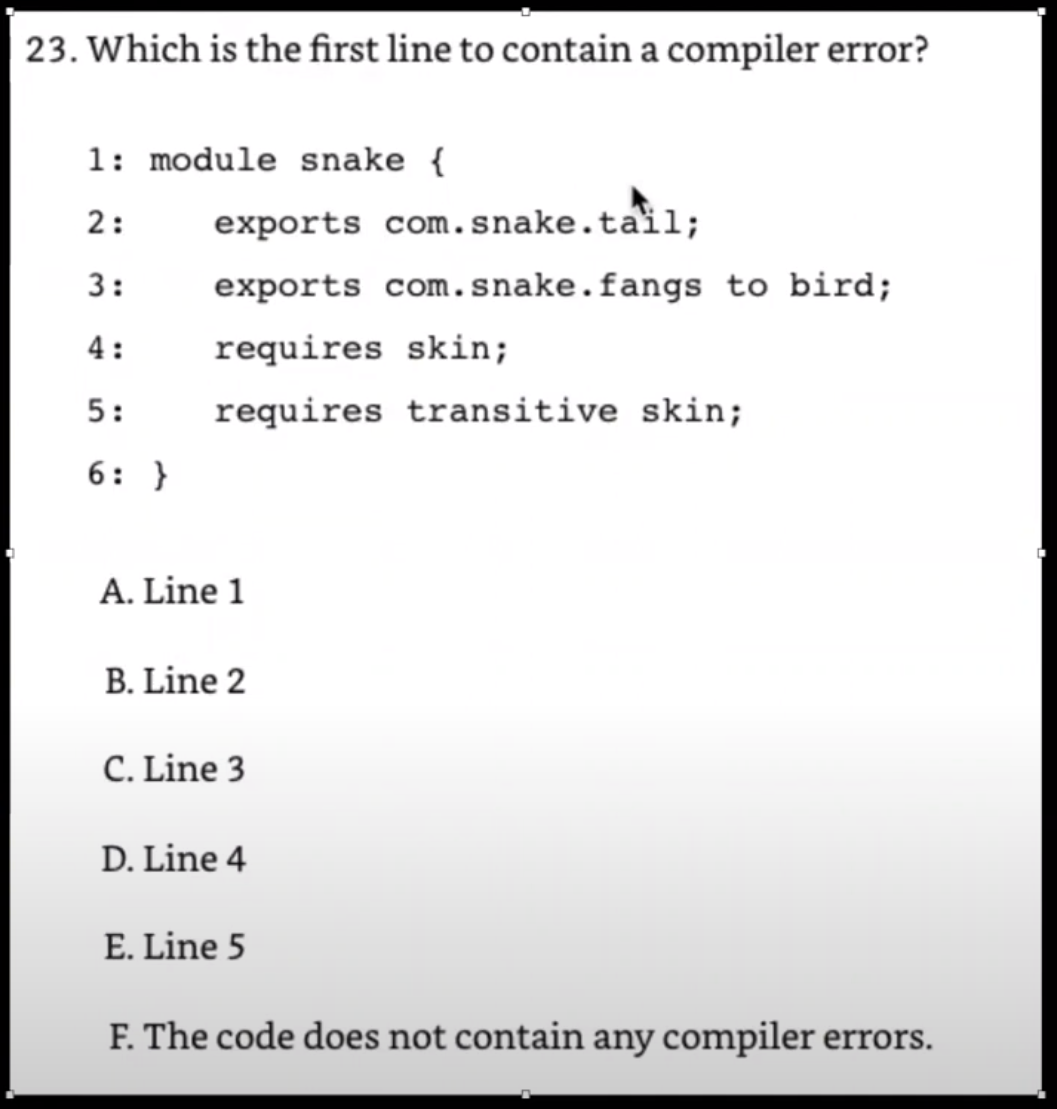 23. Which is the first line to contain a compiler error?
1: module snake {
2:    exports com.snake.tail;
3:    exports com.snake.fangs to bird;
4:    requires skin;
5:    requires transitive skin;
6: }
A. Line 1
B. Line 2
C. Line 3
D. Line 4
E. Line 5
F. The code does not contain any compiler errors.